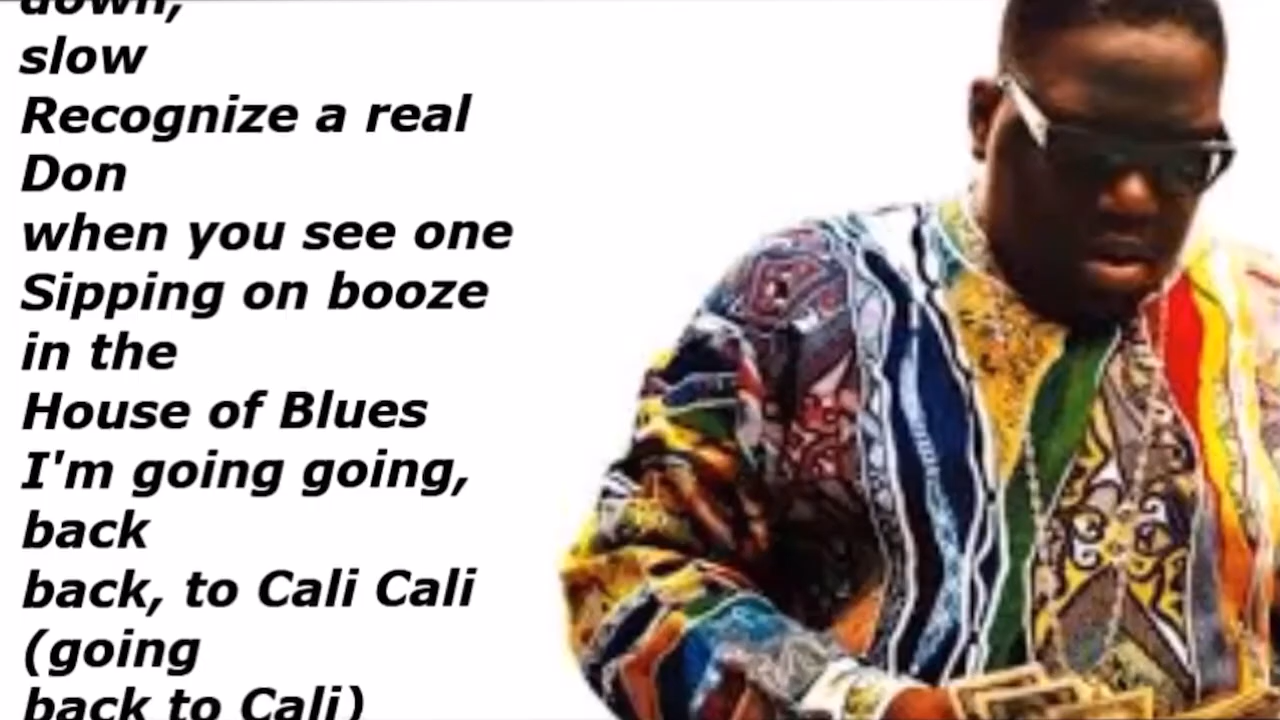 down,
slow
Recognize a real
Don
when you see one
Sipping on booze
in the
House of Blues
I'm going going,
back
back, to Cali Cali
(going
back to Cali)